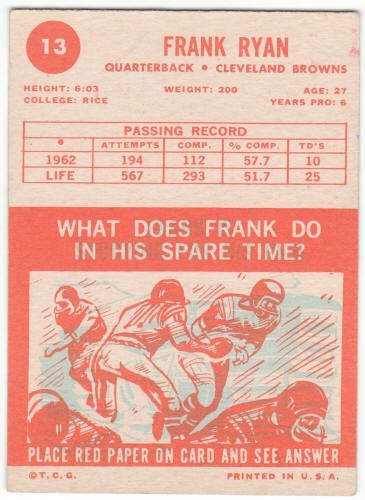 13
FRANK RYAN
QUARTERBACK • CLEVELAND BROWNS
HEIGHT: 6:03 WEIGHT: 200 AGE: 27
COLLEGE: RICE YEARS PRO: 6
PASSING RECORD
• ATTEMPTS COMP. % COMP. TD'S
1962 194 112 57.7 10
LIFE 567 293 51.7 25
WHAT DOES FRANK DO
IN HIS SPARE TIME?
PLACE RED PAPER ON CARD AND SEE ANSWER
©T.C.G. PRINTED IN U.S.A.